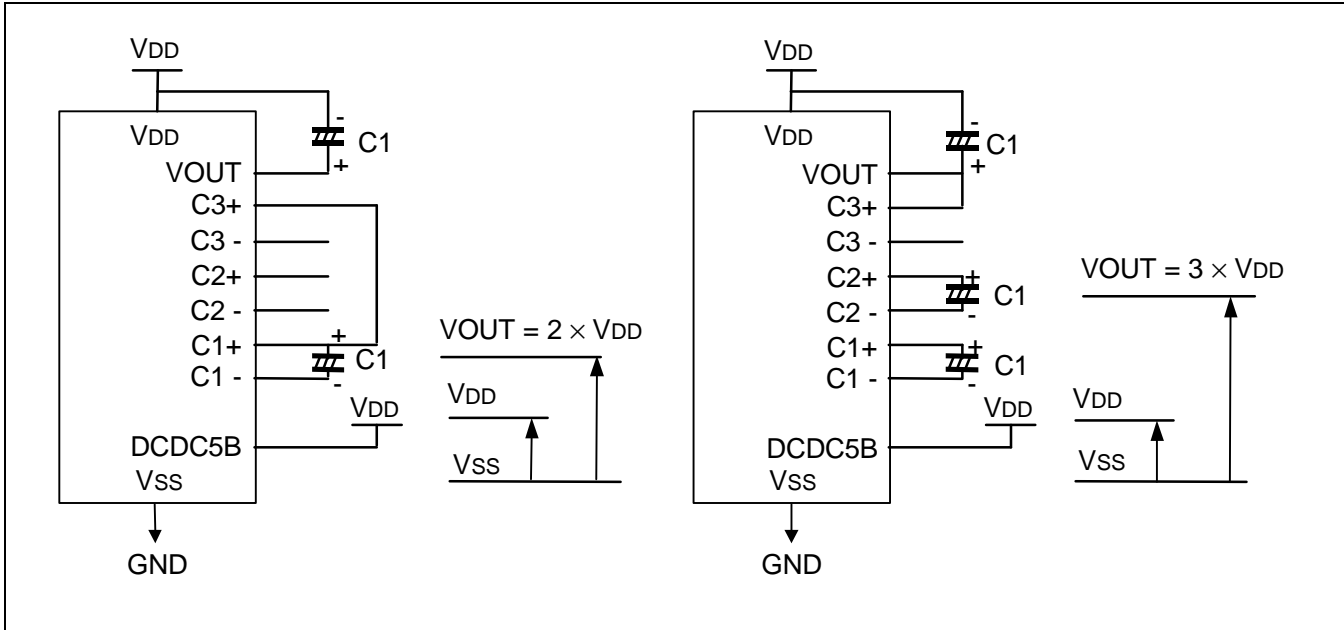 VDD
VDD
-
C1
+
VOUT
C3+
C3 -
C2+
C2 -
C1+
C1 -
+
C1
-
VDD
DCDC5B
VSS
GND
VOUT = 2 × VDD
VDD
VSS
VDD
VDD
-
C1
+
VOUT
C3+
C3 -
C2+
C2 -
+
C1
-
C1+
C1 -
+
C1
-
VDD
DCDC5B
VSS
GND
VOUT = 3 × VDD
VDD
VSS